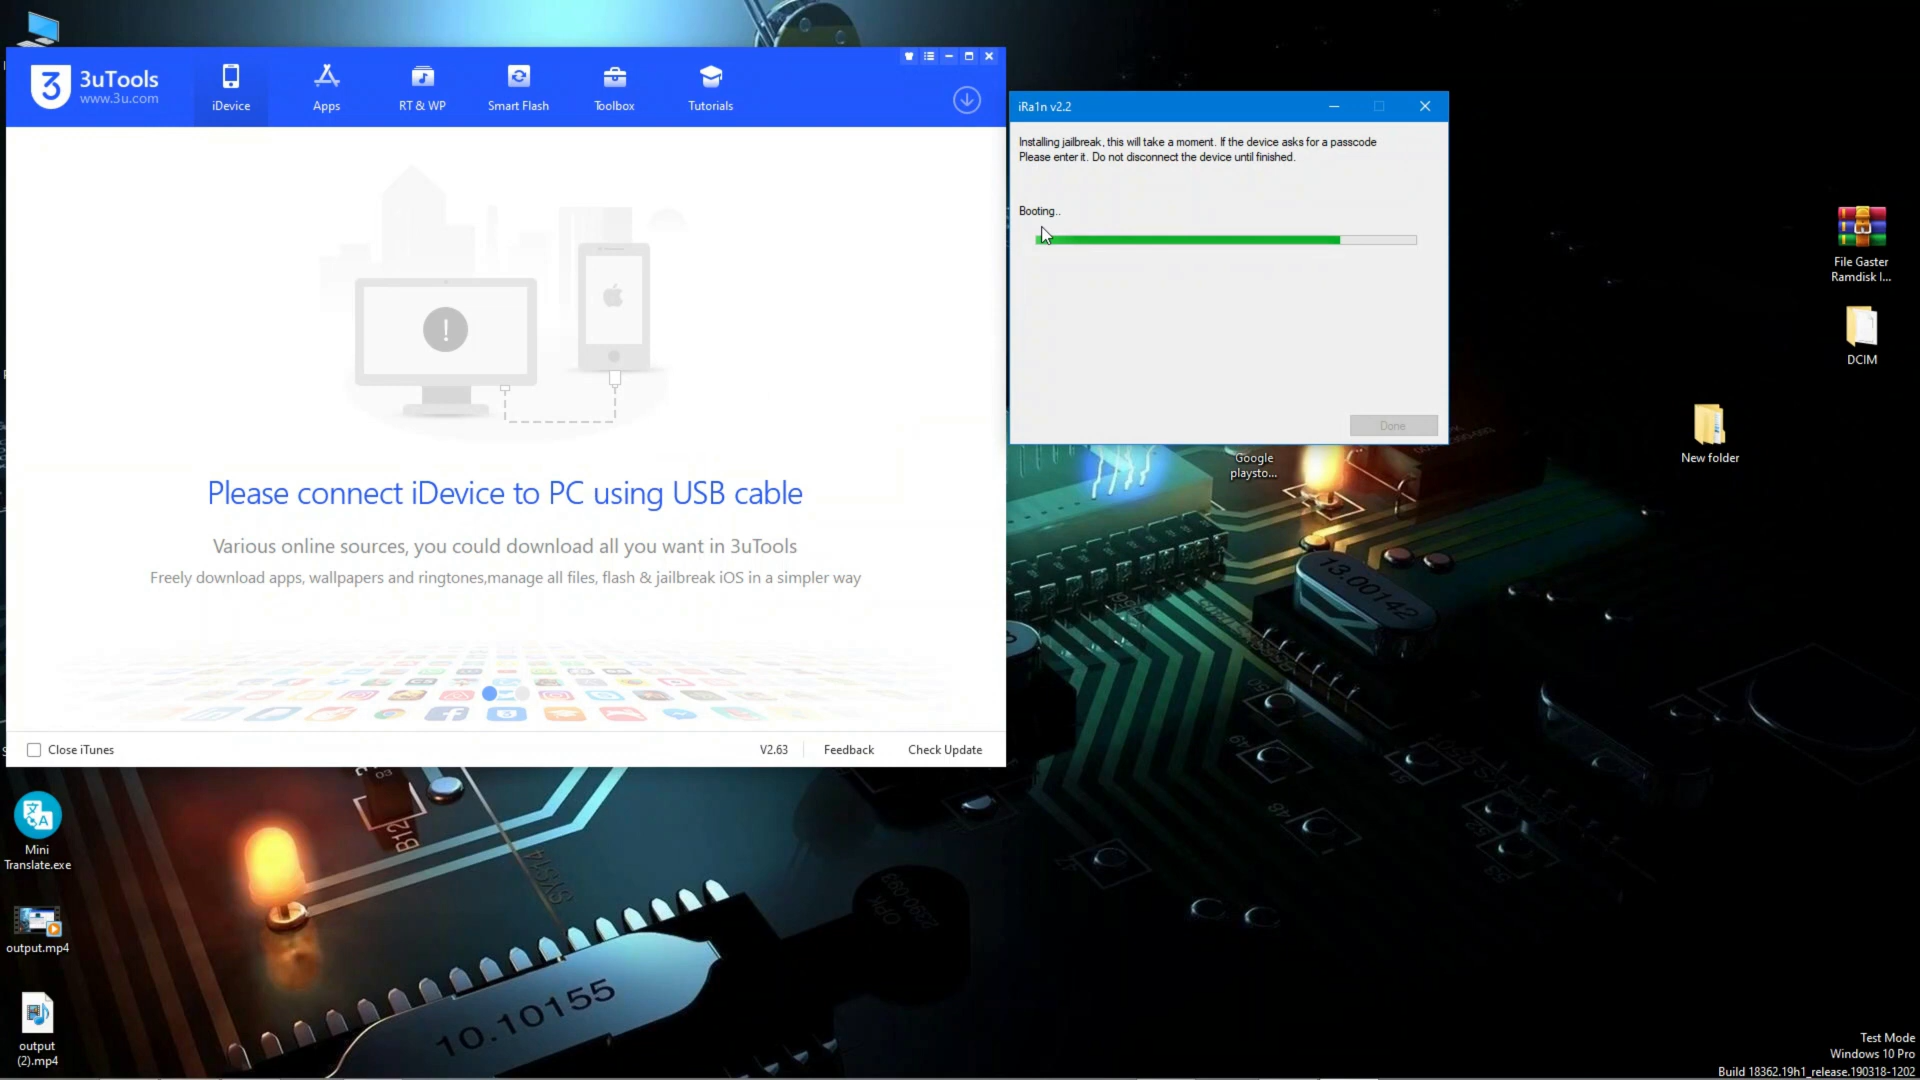 3uTools
www.3u.com
iDevice
Apps
RT & WP
Smart Flash
Toolbox
Tutorials
Please connect iDevice to PC using USB cable
Various online sources, you could download all you want in 3uTools
Freely download apps, wallpapers and ringtones,manage all files, flash & jailbreak iOS in a simpler way
Close iTunes
V2.63
Feedback
Check Update
iRa1n v2.2
Installing jailbreak, this will take a moment. If the device asks for a passcode
Please enter it. Do not disconnect the device until finished.
Booting..
Done
File Gaster
Ramdisk I...
DCIM
New folder
Google
playsto...
13.00142
Mini
Translate.exe
output.mp4
output
(2).mp4
B12
10.10155
Test Mode
Windows 10 Pro
Build 18362.19h1_release.190318-1202